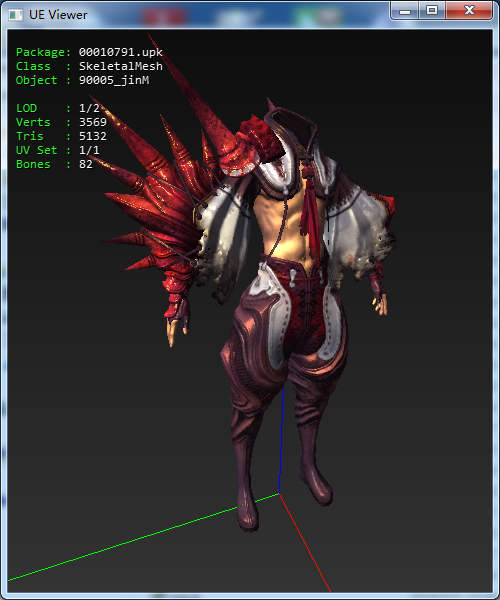 UE Viewer
Package: 00010791.upk
Class : SkeletalMesh
Object : 90005_jinM
LOD : 1/2
Verts : 3569
Tris : 5132
UV Set : 1/1
Bones : 82